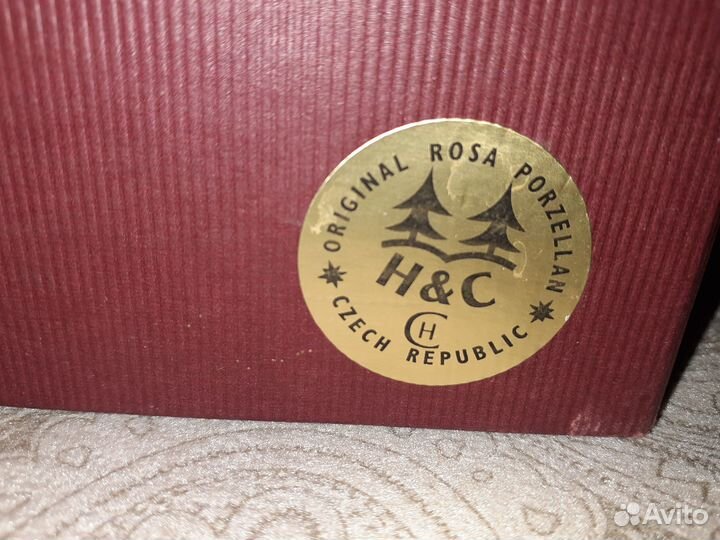 ORIGINAL ROSA PORZELLAN
H&C
CH
CZECH REPUBLIC
Avito